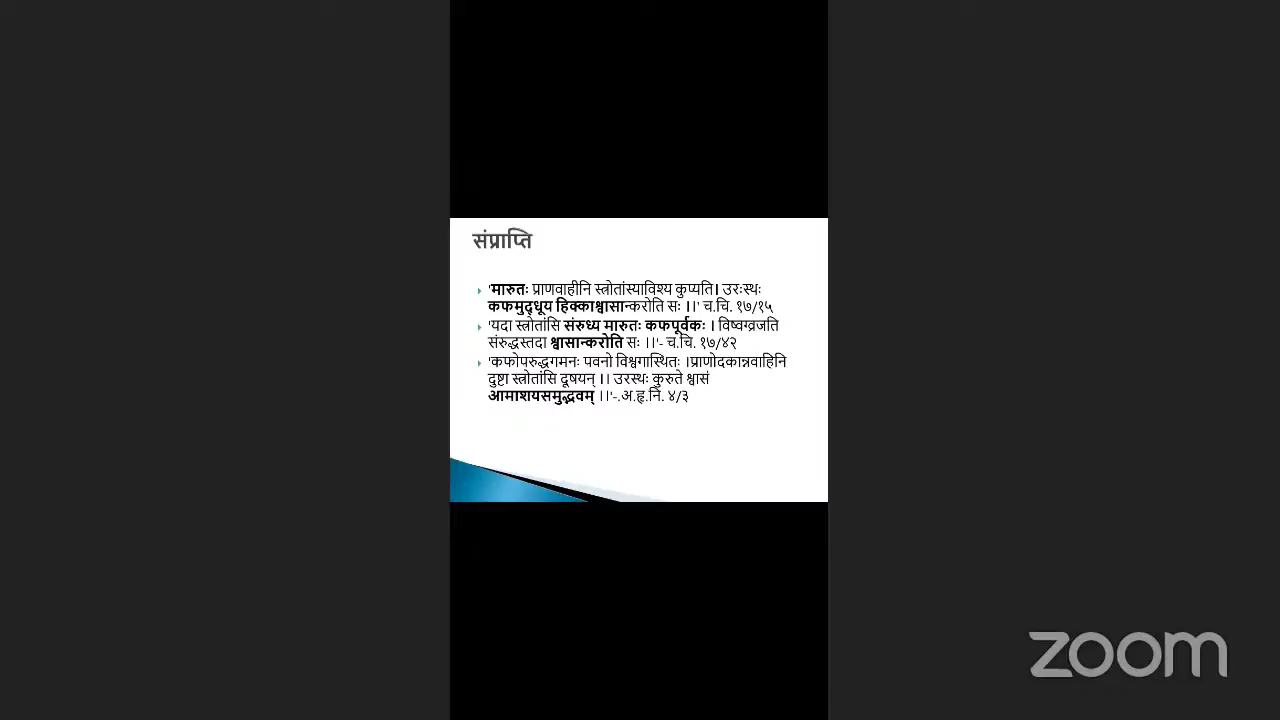 संप्राप्ति
'मारुतः प्राणवाहीनि स्त्रोतांस्याविश्य कुप्यति। उरःस्थः
कफमुद्धूय हिक्काश्वासान्करोति सः ।।' च.चि. १७/१५
'यदा स्त्रोतांसि संरुध्य मारुतः कफपूर्वकः । विष्वग्व्रजति
संरुद्धस्तदा श्वासान्करोति सः ।।'- च.चि. १७/४२
'कफोपरुद्धगमनः पवनो विश्वगास्थितः ।प्राणोदकान्नवाहिनि
दुष्टा स्त्रोतांसि दूषयन् ।। उरस्थः कुरुते श्वासं
आमाशयसमुद्भवम् ।।'-.अ.हृ.नि. ४/३
zoom